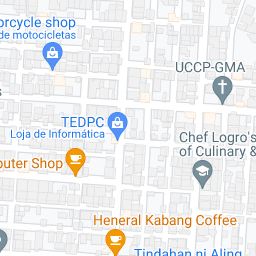 orcycle shop
de motocicletas
UCCP-GMA
s
TEDPC
Loja de Informática
Chef Logro's
of Culinary &
puter Shop
Heneral Kabang Coffee
Tindahan ni Aling